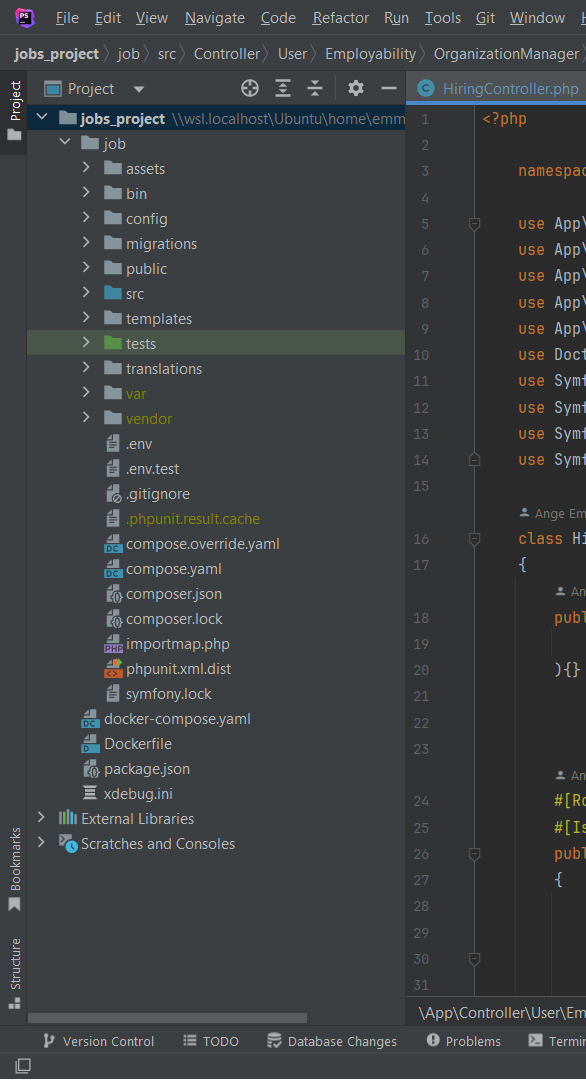 PS File Edit View Navigate Code Refactor Run Tools Git Window
jobs_project job src Controller User Employability OrganizationManager
Project
Project
HiringController.php
jobs_project \\wsl.localhost\Ubuntu\home\emm
job
assets
bin
config
migrations
public
src
templates
tests
translations
var
vendor
.env
.env.test
.gitignore
.phpunit.result.cache
compose.override.yaml
compose.yaml
composer.json
composer.lock
importmap.php
phpunit.xml.dist
symfony.lock
docker-compose.yaml
Dockerfile
package.json
xdebug.ini
External Libraries
Scratches and Consoles
Bookmarks
Structure
1 <?php
2
3 namespac
4
5 use App\
6 use App\
7 use App\
8 use App\
9 use App\
10 use Doct
11 use Symf
12 use Symf
13 use Symf
14 use Symf
15
Ange Em
16 class Hi
17 {
An
18 publ
19
20 ){}
21
22
23
An
24 #[Ro
25 #[Is
26 publ
27 {
28
29
30
31
\App\Controller\User\Em
Version Control TODO Database Changes Problems Termi